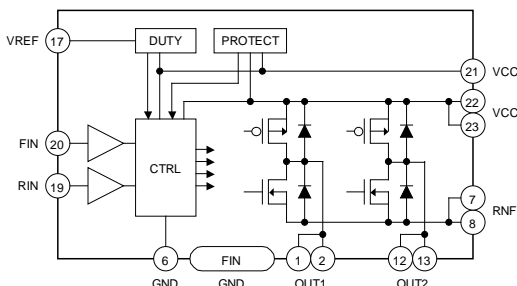 DUTY PROTECT
VREF 17
21 VCC
22 VCC
23
FIN 20
CTRL
RIN 19
7 RNF
8
6 FIN 1 2 12 13
GND GND OUT1 OUT2